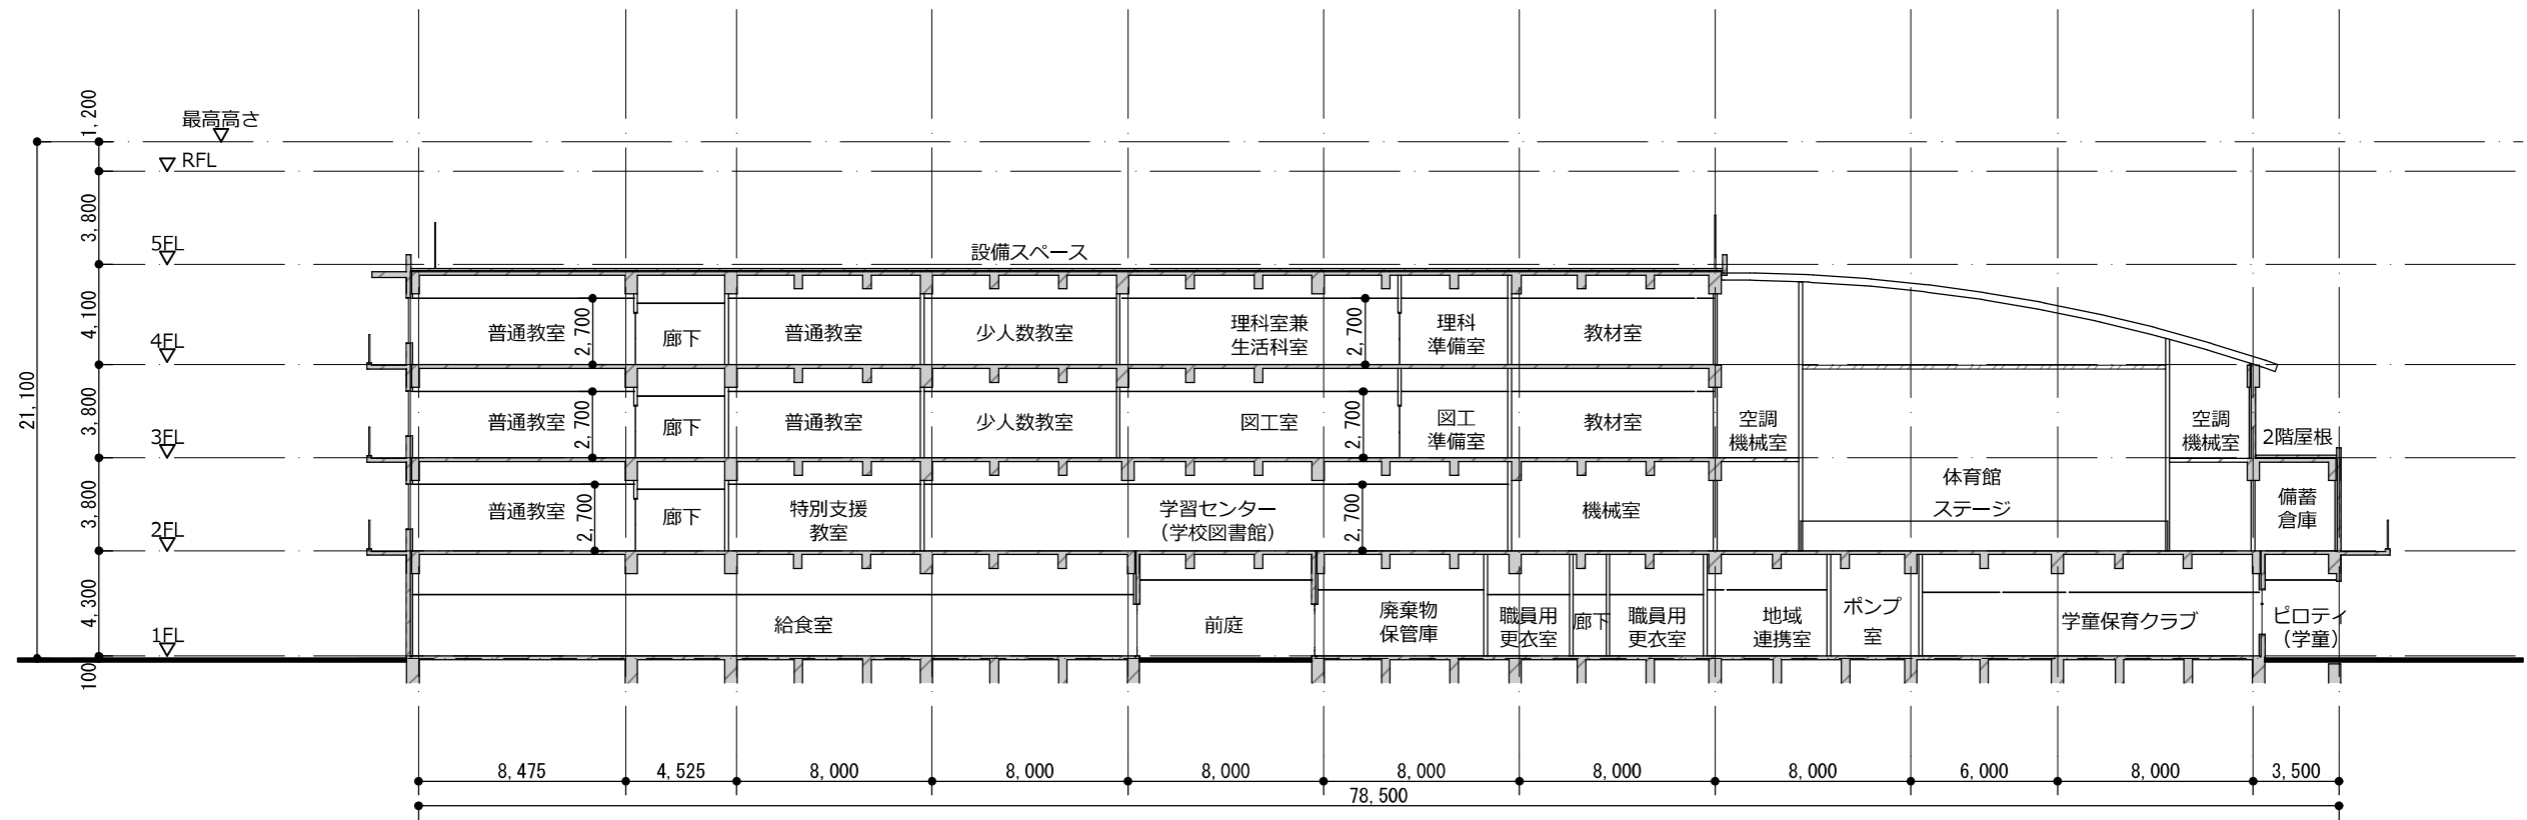 1,200
最高高さ
RFL
3,800
5FL
設備スペース
4,100
普通教室
2,700
廊下
普通教室
少人数教室
理科室兼
生活科室
2,700
理科
準備室
教材室
4FL
21,100
3,800
普通教室
2,700
廊下
普通教室
少人数教室
図工室
2,700
図工
準備室
教材室
空調
機械室
空調
機械室
2階屋根
3FL
3,800
普通教室
2,700
廊下
特別支援
教室
学習センター
(学校図書館)
2,700
機械室
体育館
ステージ
備蓄
倉庫
2FL
4,300
給食室
前庭
廃棄物
保管庫
職員用
更衣室
廊下
職員用
更衣室
地域
連携室
ポンプ
室
学童保育クラブ
ピロティ
(学童)
1FL
100
8,475
4,525
8,000
8,000
8,000
8,000
8,000
8,000
6,000
8,000
3,500
78,500